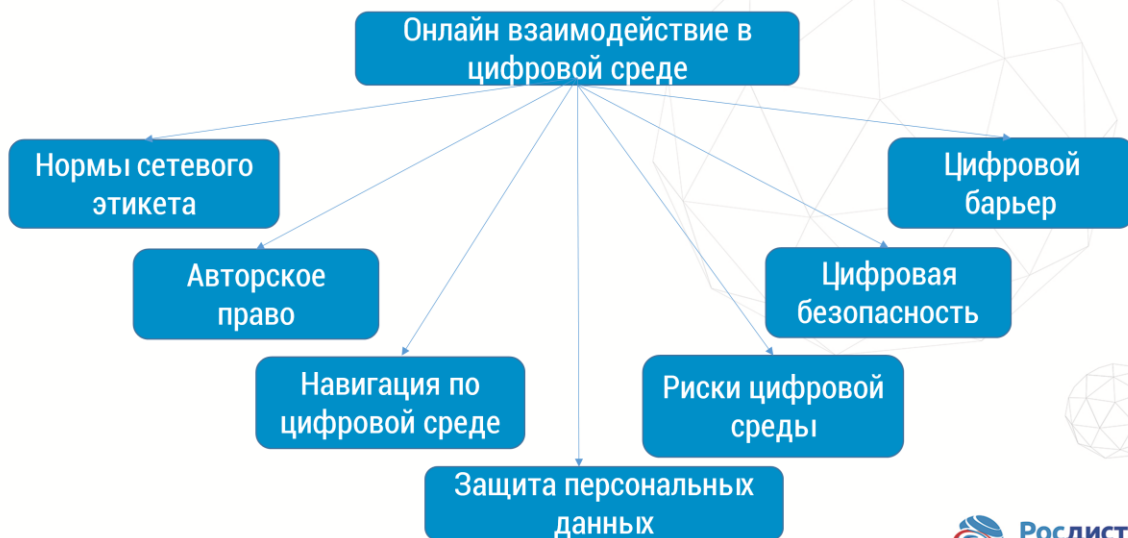 Онлайн взаимодействие в
цифровой среде
Нормы сетевого
этикета
Цифровой
барьер
Авторское
право
Цифровая
безопасность
Навигация по
цифровой среде
Риски цифровой
среды
Защита персональных
данных
Росдист